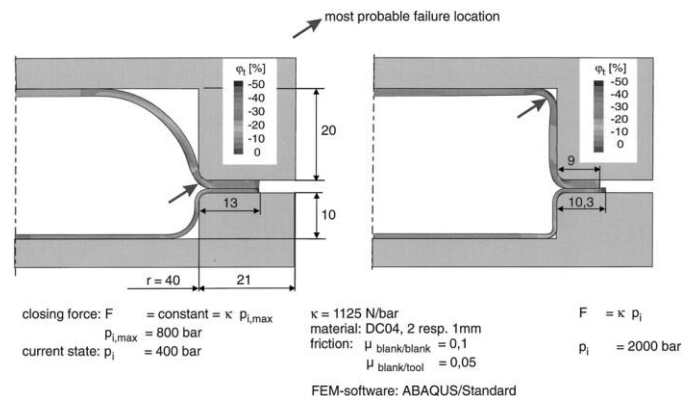 most probable failure location
φt [%]
-50
-40
-30
-20
-10
0
20
13
10
r = 40
21
φt [%]
-50
-40
-30
-20
-10
0
9
10,3
closing force: F = constant = κ pi,max
pi,max = 800 bar
current state: pi = 400 bar
κ = 1125 N/bar
material: DC04, 2 resp. 1mm
friction: μ blank/blank = 0,1
μ blank/tool = 0,05
FEM-software: ABAQUS/Standard
F = κ pi
pi = 2000 bar